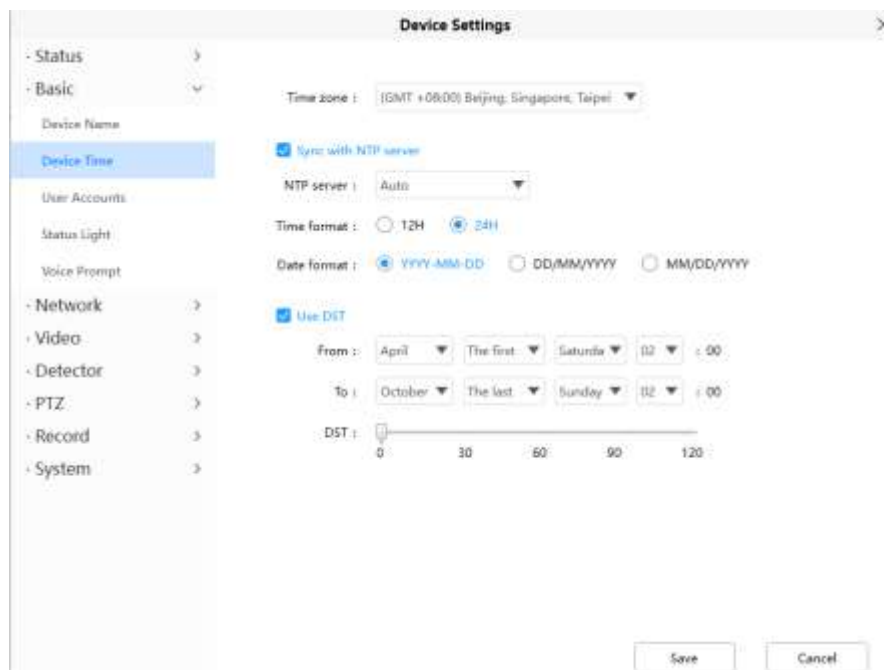 Device Settings
· Status
· Basic
Device Name
Device Time
User Accounts
Status Light
Voice Prompt
· Network
· Video
· Detector
· PTZ
· Record
· System
Time zone : (GMT +08:00) Beijing, Singapore, Taipei
Sync with NTP server
NTP server : Auto
Time format : 12H 24H
Date format : YYYY-MM-DD DD/MM/YYYY MM/DD/YYYY
Use DST
From : April The first Saturda 02 : 00
To : October The last Sunday 02 : 00
DST :
0 30 60 90 120
Save Cancel